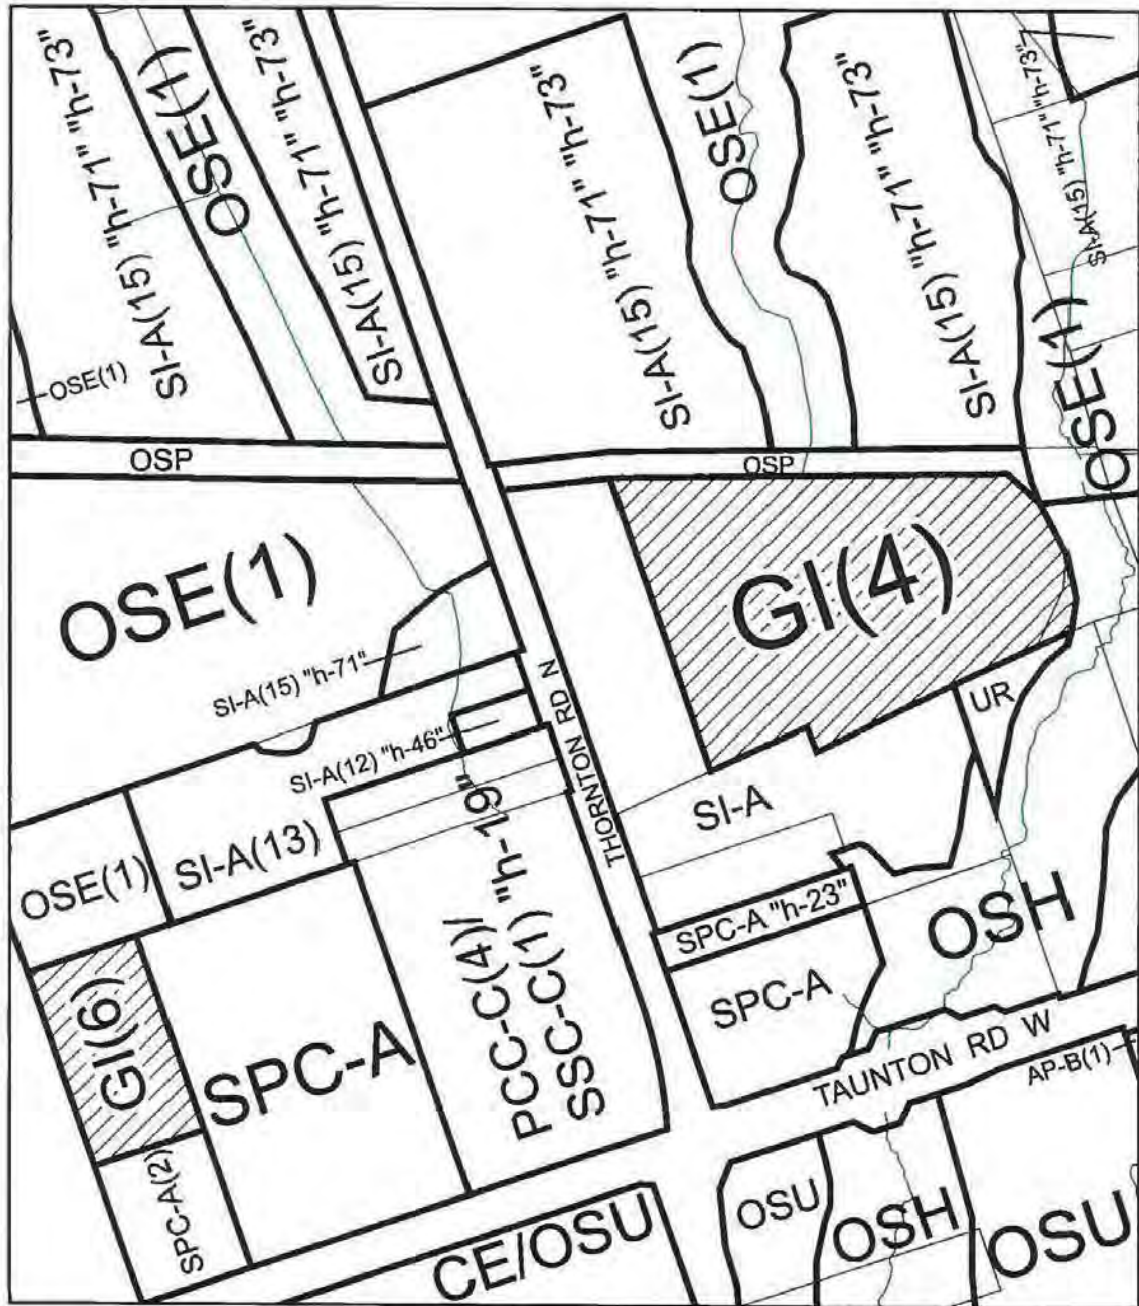 SI-A(15) "h-71" "h-73"
OSE(1)
SI-A(15) "h-71" "h-73"
SI-A(15) "h-71" "h-73"
OSE(1)
SI-A(15) "h-71" "h-73"
SI-A(15) "h-71" "h-73"
OSE(1)
OSE(1)
OSP
OSP
OSE(1)
GI(4)
SI-A(15) "h-71"
UR
SI-A(12) "h-46"
THORNTON RD N
SI-A
OSE(1)
SI-A(13)
PCC-C(4)/
SSC-C(1) "h-19"
SPC-A "h-23"
OSH
SPC-A
GI(6)
SPC-A
TAUNTON RD W
AP-B(1)
SPC-A(2)
CE/OSU
OSU
OSH
OSU